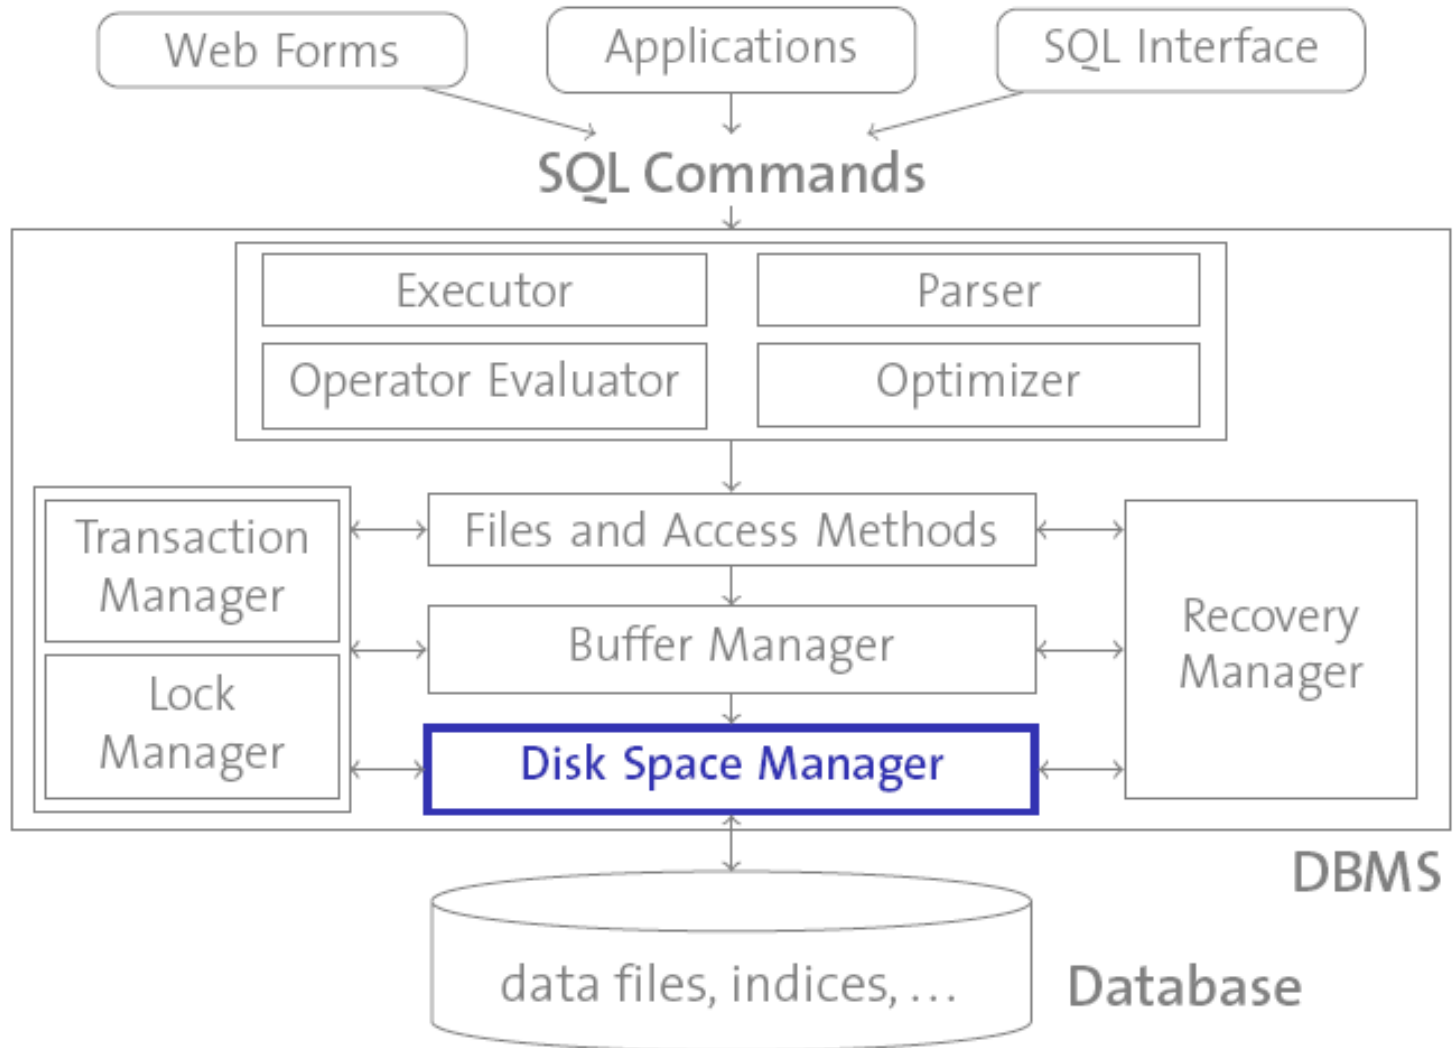 Web Forms
Applications
SQL Interface
SQL Commands
Executor
Parser
Operator Evaluator
Optimizer
Transaction
Manager
Files and Access Methods
Recovery
Manager
Buffer Manager
Lock
Manager
Disk Space Manager
DBMS
data files, indices, …
Database